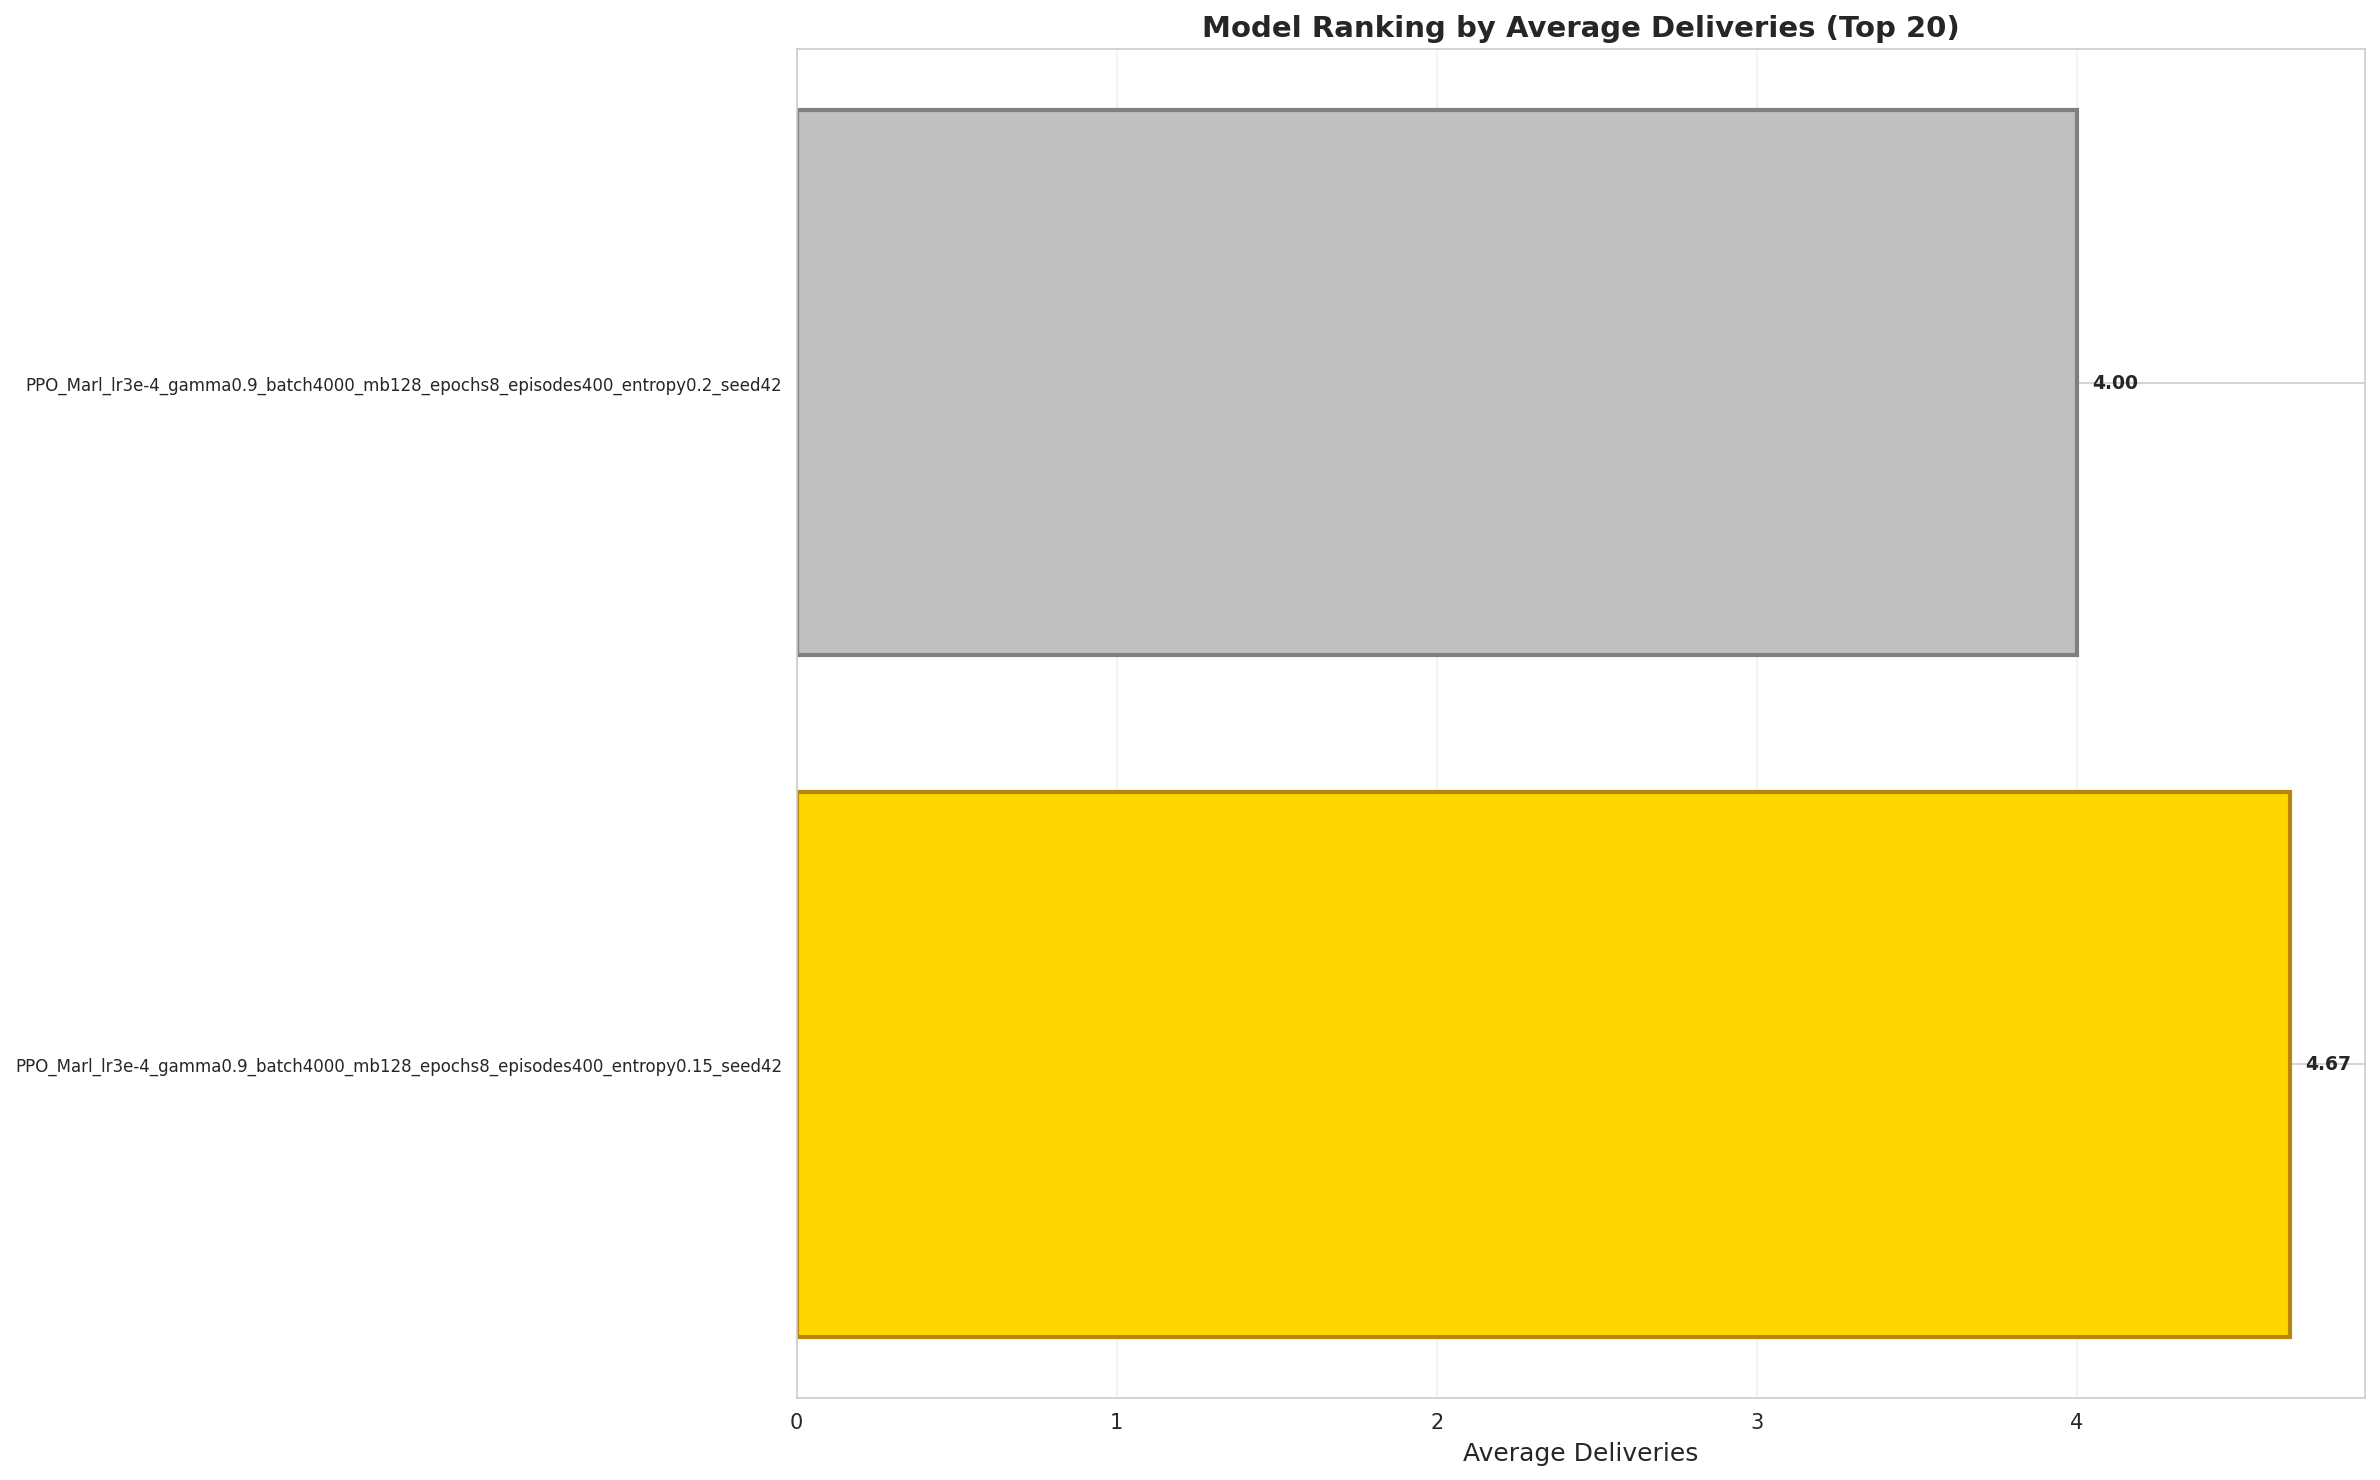 Model Ranking by Average Deliveries (Top 20)
PPO_Marl_lr3e-4_gamma0.9_batch4000_mb128_epochs8_episodes400_entropy0.2_seed42
4.00
PPO_Marl_lr3e-4_gamma0.9_batch4000_mb128_epochs8_episodes400_entropy0.15_seed42
4.67
0 1 2 3 4
Average Deliveries